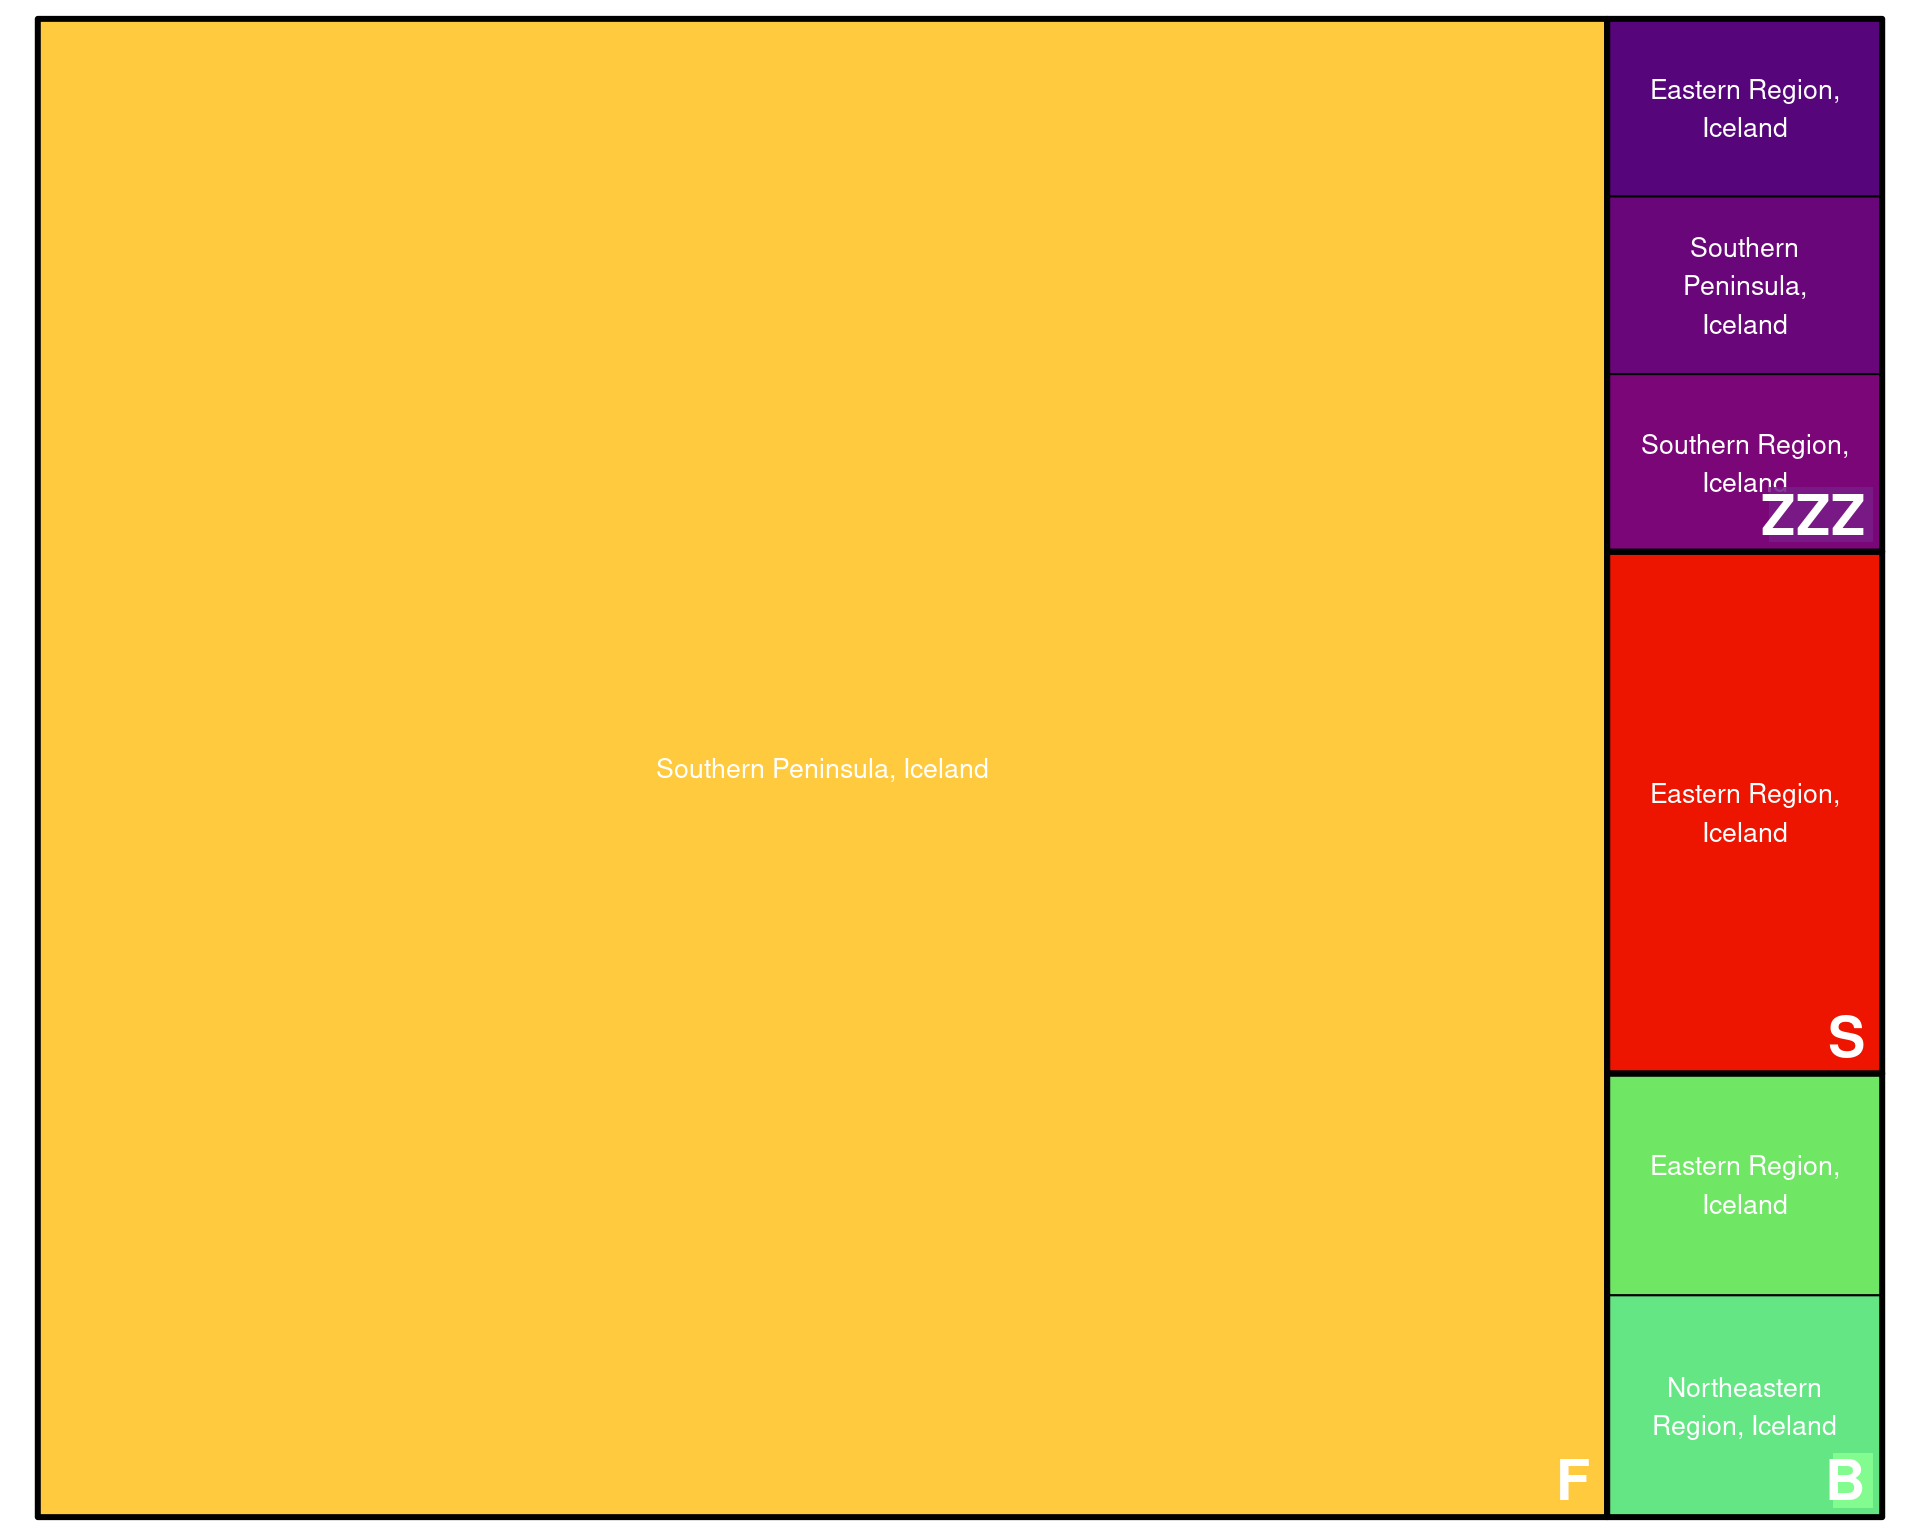 Southern Peninsula, Iceland
F
Eastern Region,
Iceland
Southern
Peninsula,
Iceland
Southern Region,
Iceland
ZZZ
Eastern Region,
Iceland
S
Eastern Region,
Iceland
Northeastern
Region, Iceland
B